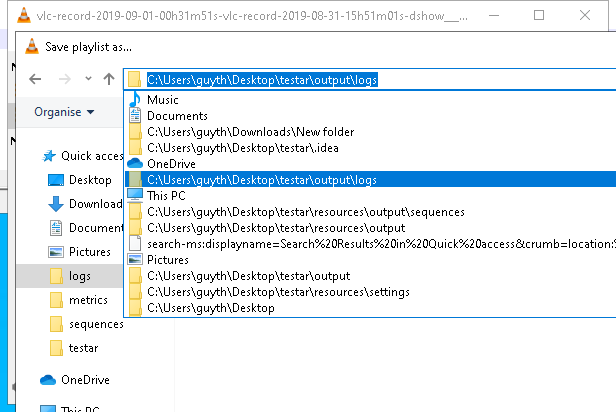 vlc-record-2019-09-01-00h31m51s-vlc-record-2019-08-31-15h51m01s-dshow__...
Save playlist as...
C:\Users\guyth\Desktop\testar\output\logs
Organise
Music
Documents
C:\Users\guyth\Downloads\New folder
C:\Users\guyth\Desktop\testar\.idea
OneDrive
C:\Users\guyth\Desktop\testar\output\logs
This PC
C:\Users\guyth\Desktop\testar\resources\output\sequences
C:\Users\guyth\Desktop\testar\resources\output
search-ms:displayname=Search%20Results%20in%20Quick%20access&crumb=location:
Pictures
C:\Users\guyth\Desktop\testar\output
C:\Users\guyth\Desktop\testar\resources\settings
C:\Users\guyth\Desktop
Quick acces
Desktop
Download
Document
Pictures
logs
metrics
sequences
testar
OneDrive
This PC